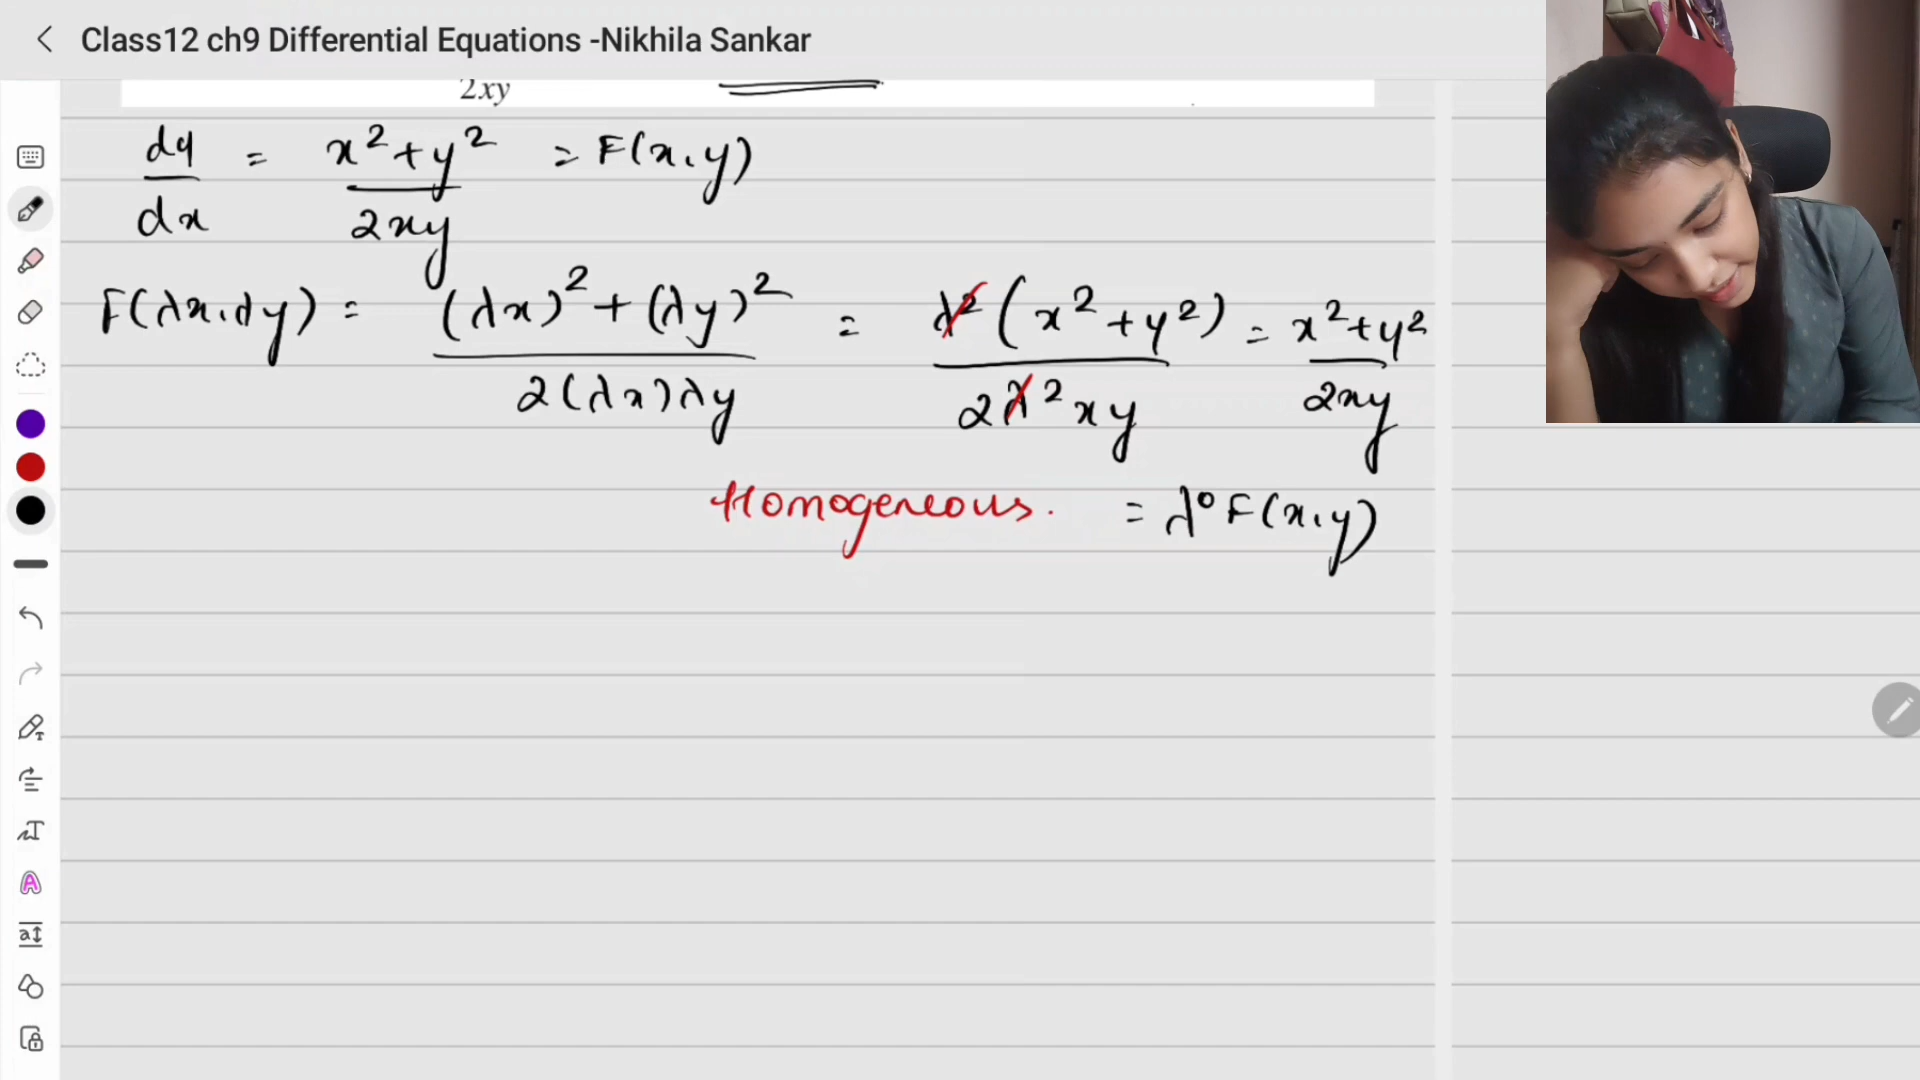 Class12 ch9 Differential Equations -Nikhila Sankar
2xy
dy/dx = x²+y²/2xy = F(x,y)
F(λx,λy) = (λx)²+(λy)²/2(λx)λy = λ²(x²+y²)/2λ²xy = x²+y²/2xy
Homogeneous. = λ⁰F(x,y)